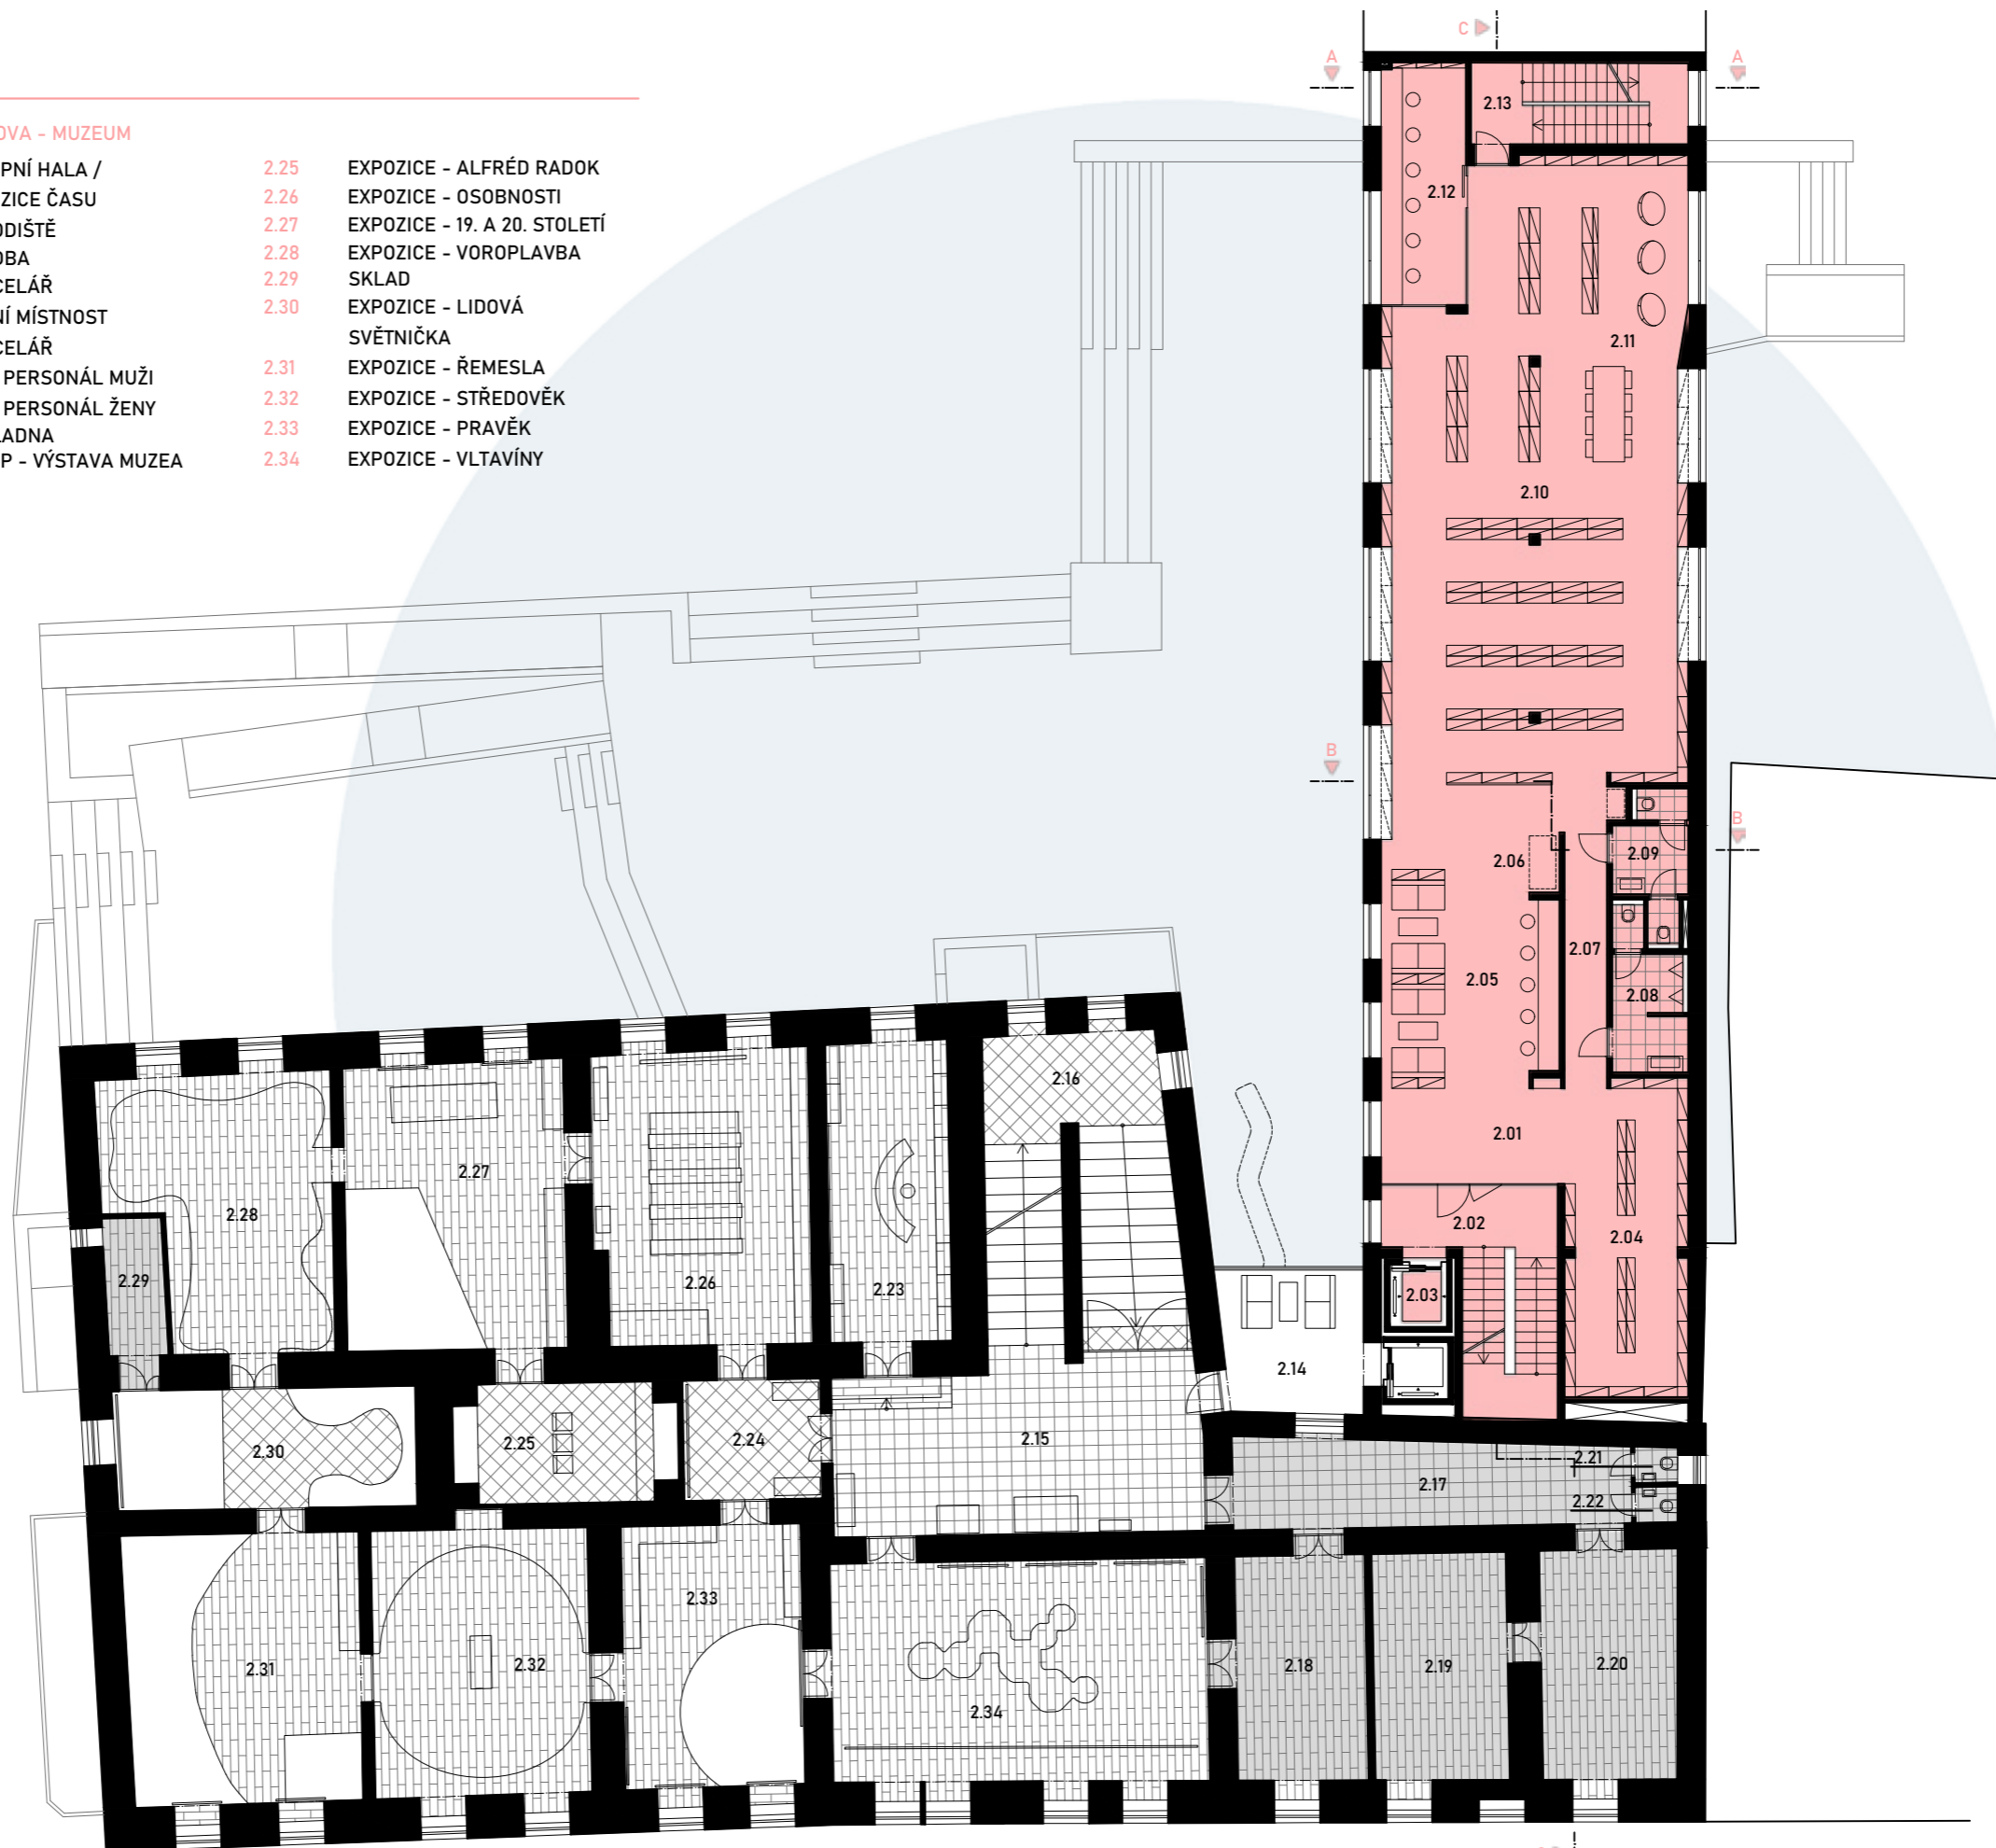 C
A
A
OVA - MUZEUM
PNÍ HALA /
ZICE ČASU
ODIŠTĚ
OBA
CELÁŘ
NÍ MÍSTNOST
CELÁŘ
PERSONÁL MUŽI
PERSONÁL ŽENY
LADNA
P - VÝSTAVA MUZEA
2.25 EXPOZICE - ALFRÉD RADOK
2.26 EXPOZICE - OSOBNOSTI
2.27 EXPOZICE - 19. A 20. STOLETÍ
2.28 EXPOZICE - VOROPLAVBA
2.29 SKLAD
2.30 EXPOZICE - LIDOVÁ
SVĚTNIČKA
2.31 EXPOZICE - ŘEMESLA
2.32 EXPOZICE - STŘEDOVĚK
2.33 EXPOZICE - PRAVĚK
2.34 EXPOZICE - VLTAVÍNY
2.13
2.12
2.11
2.10
B
B
2.06
2.09
2.07
2.05
2.08
2.16
2.01
2.27
2.28
2.02
2.04
2.29
2.26
2.23
2.03
2.14
2.30
2.25
2.24
2.15
2.21
2.17
2.22
2.33
2.31
2.32
2.18
2.19
2.20
2.34